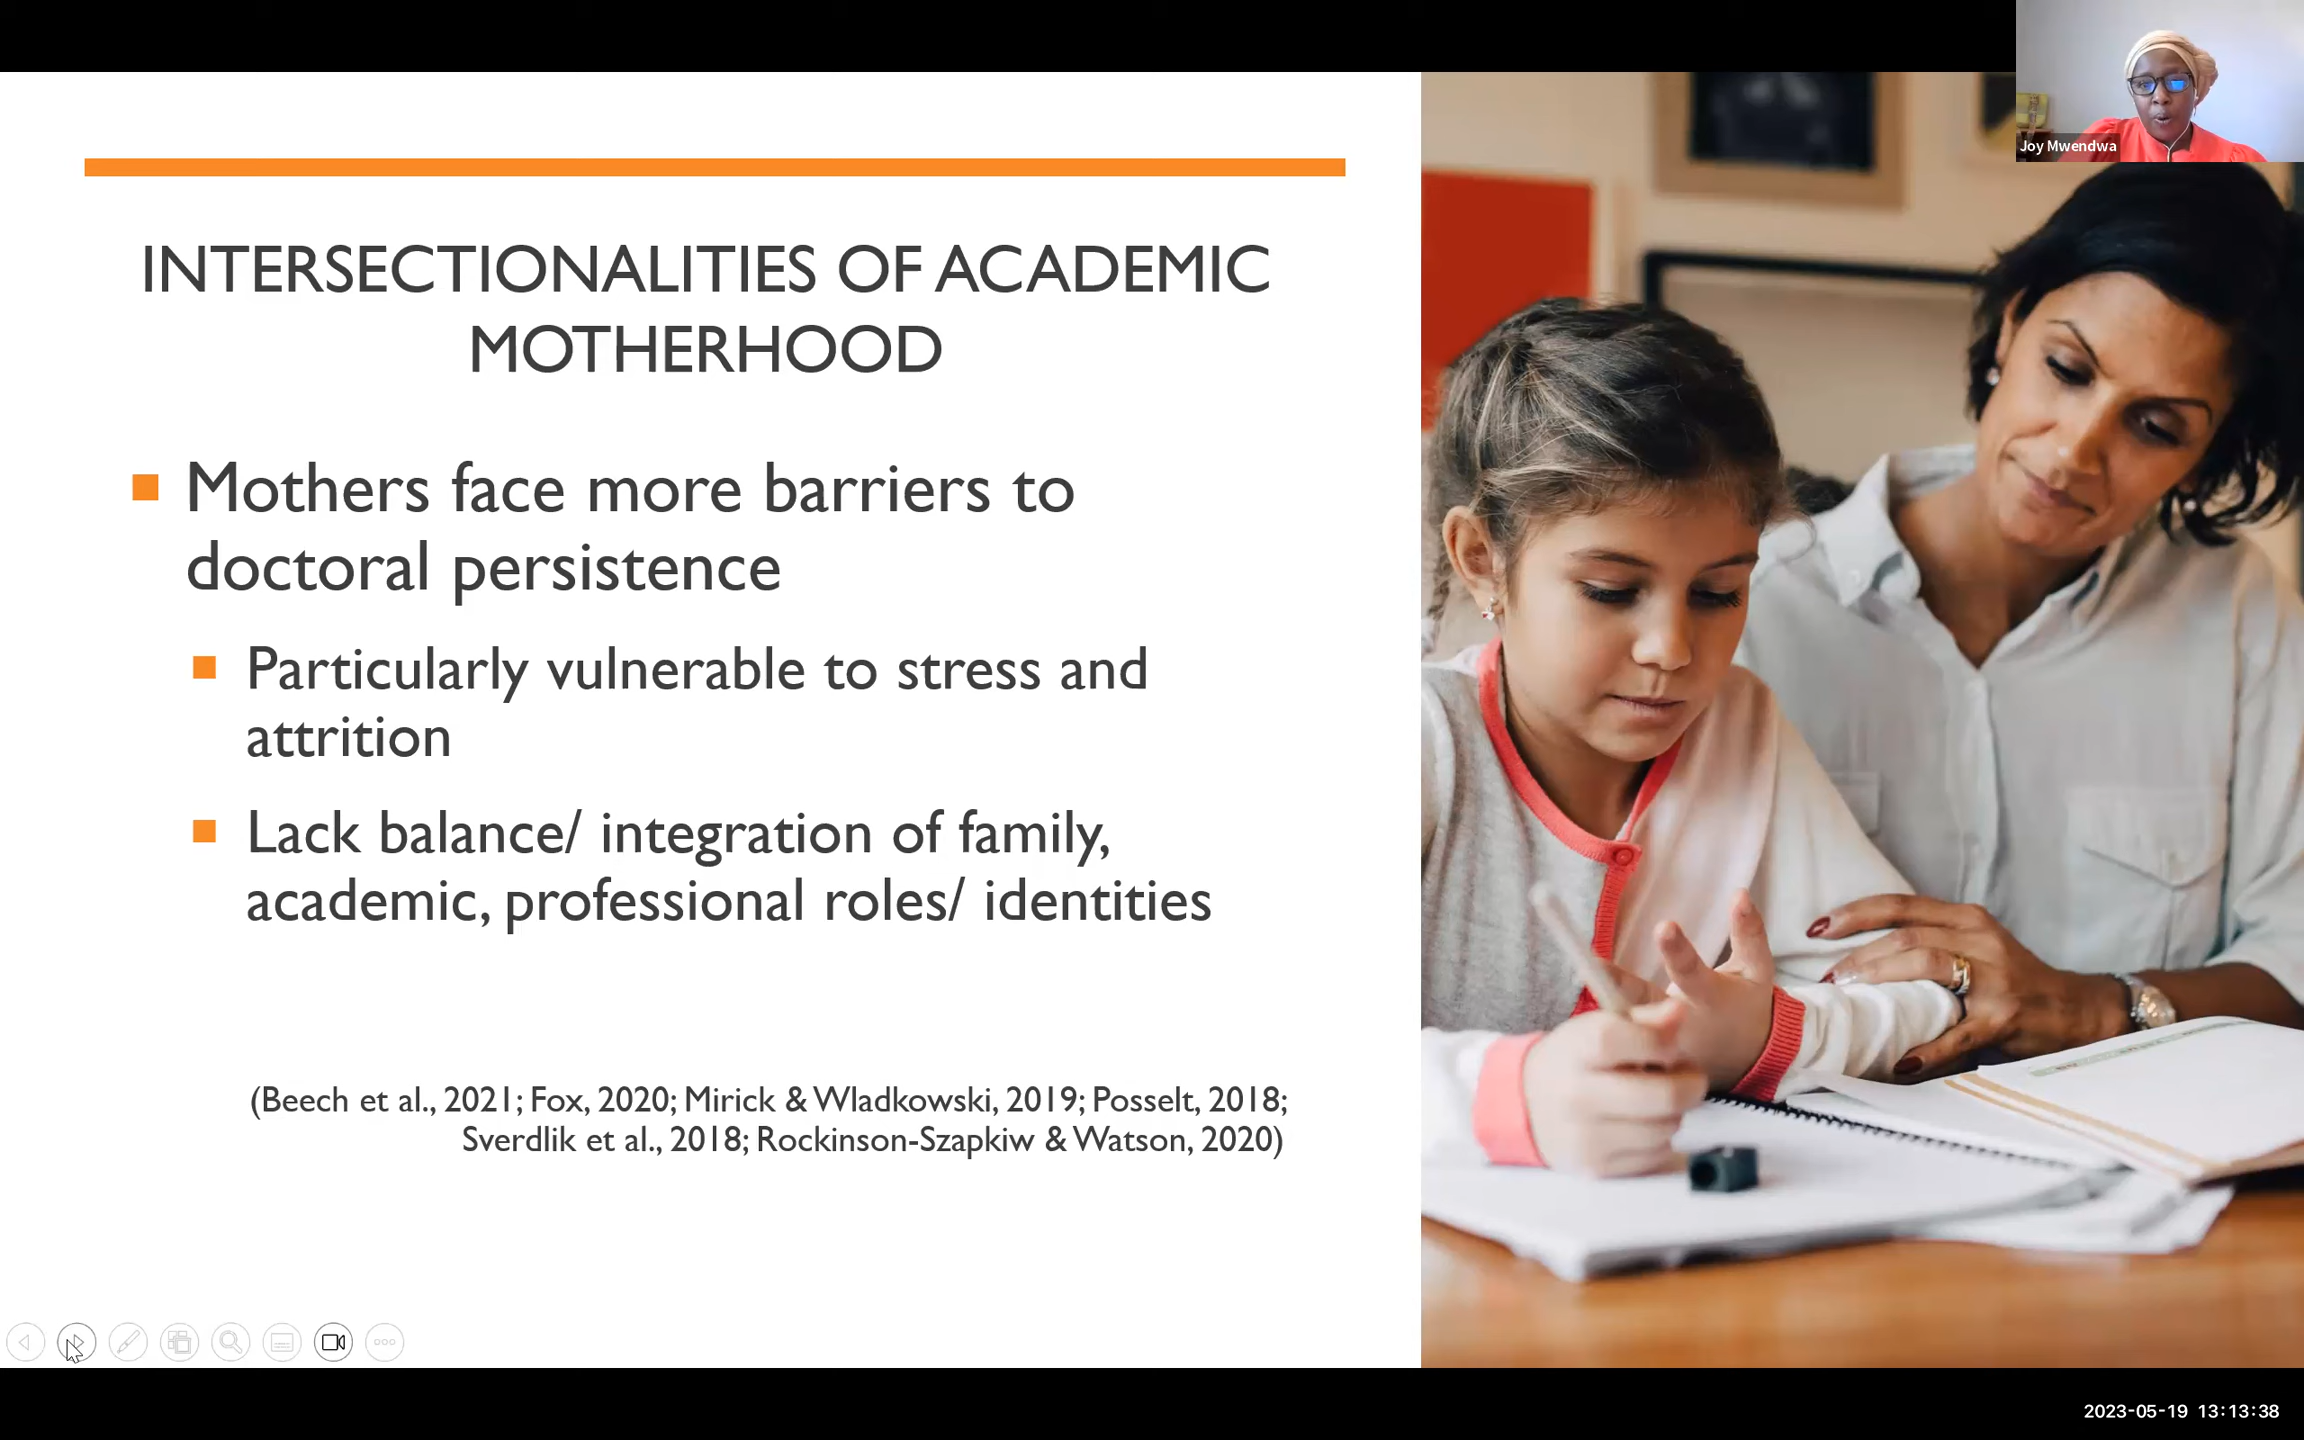 Joy Mwendwa
INTERSECTIONALITIES OF ACADEMIC
MOTHERHOOD
Mothers face more barriers to
doctoral persistence
Particularly vulnerable to stress and
attrition
Lack balance/ integration of family,
academic, professional roles/ identities
(Beech et al., 2021; Fox, 2020; Mirick & Wladkowski, 2019; Posselt, 2018;
Sverdlik et al., 2018; Rockinson-Szapkiw & Watson, 2020)
2023-05-19 13:13:38